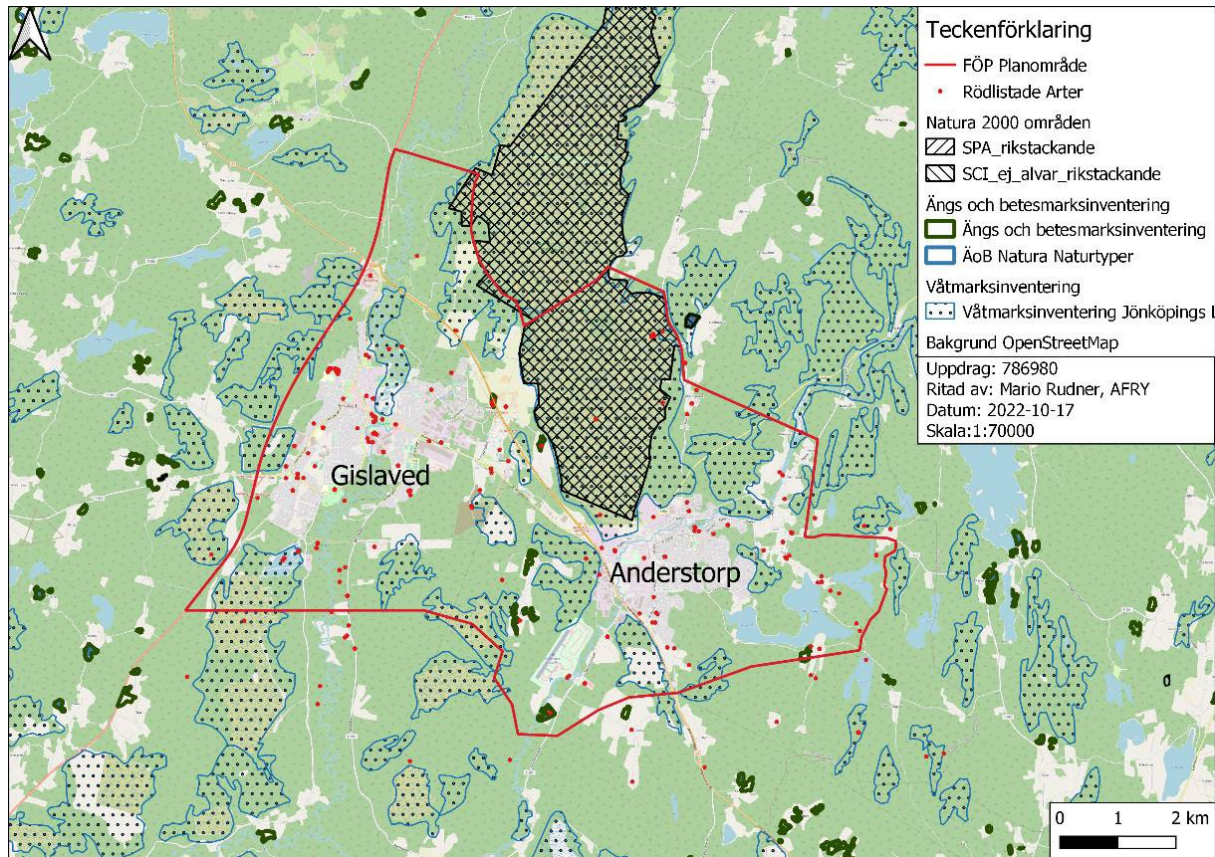 Teckenförklaring
FÖP Planområde
Rödlistade Arter
Natura 2000 områden
SPA_rikstackande
SCI_ej_alvar_rikstackande
Ängs och betesmarksinventering
Ängs och betesmarksinventering
ÄoB Natura Naturtyper
Våtmarksinventering
Våtmarksinventering Jönköpings L
Bakgrund OpenStreetMap
Uppdrag: 786980
Ritad av: Mario Rudner, AFRY
Datum: 2022-10-17
Skala:1:70000
Gislaved
Anderstorp
0 1 2 km